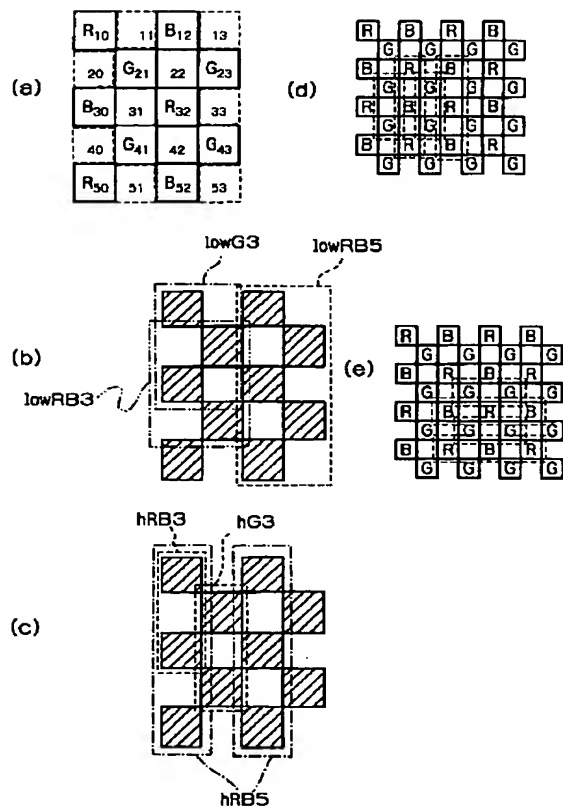 (a)
R10 11 B12 13
20 G21 22 G23
B30 31 R32 33
40 G41 42 G43
R50 51 B52 53
(d)
R B R B
G G G G
B R B R
G G G G
R B R B
G G G G
B R B R
G G G G
(b)
lowG3
lowRB5
lowRB3
(e)
R B R B
G G G G
B R B R
G G G G
R B R B
G G G G
B R B R
G G G G
(c)
hRB3
hG3
hRB5